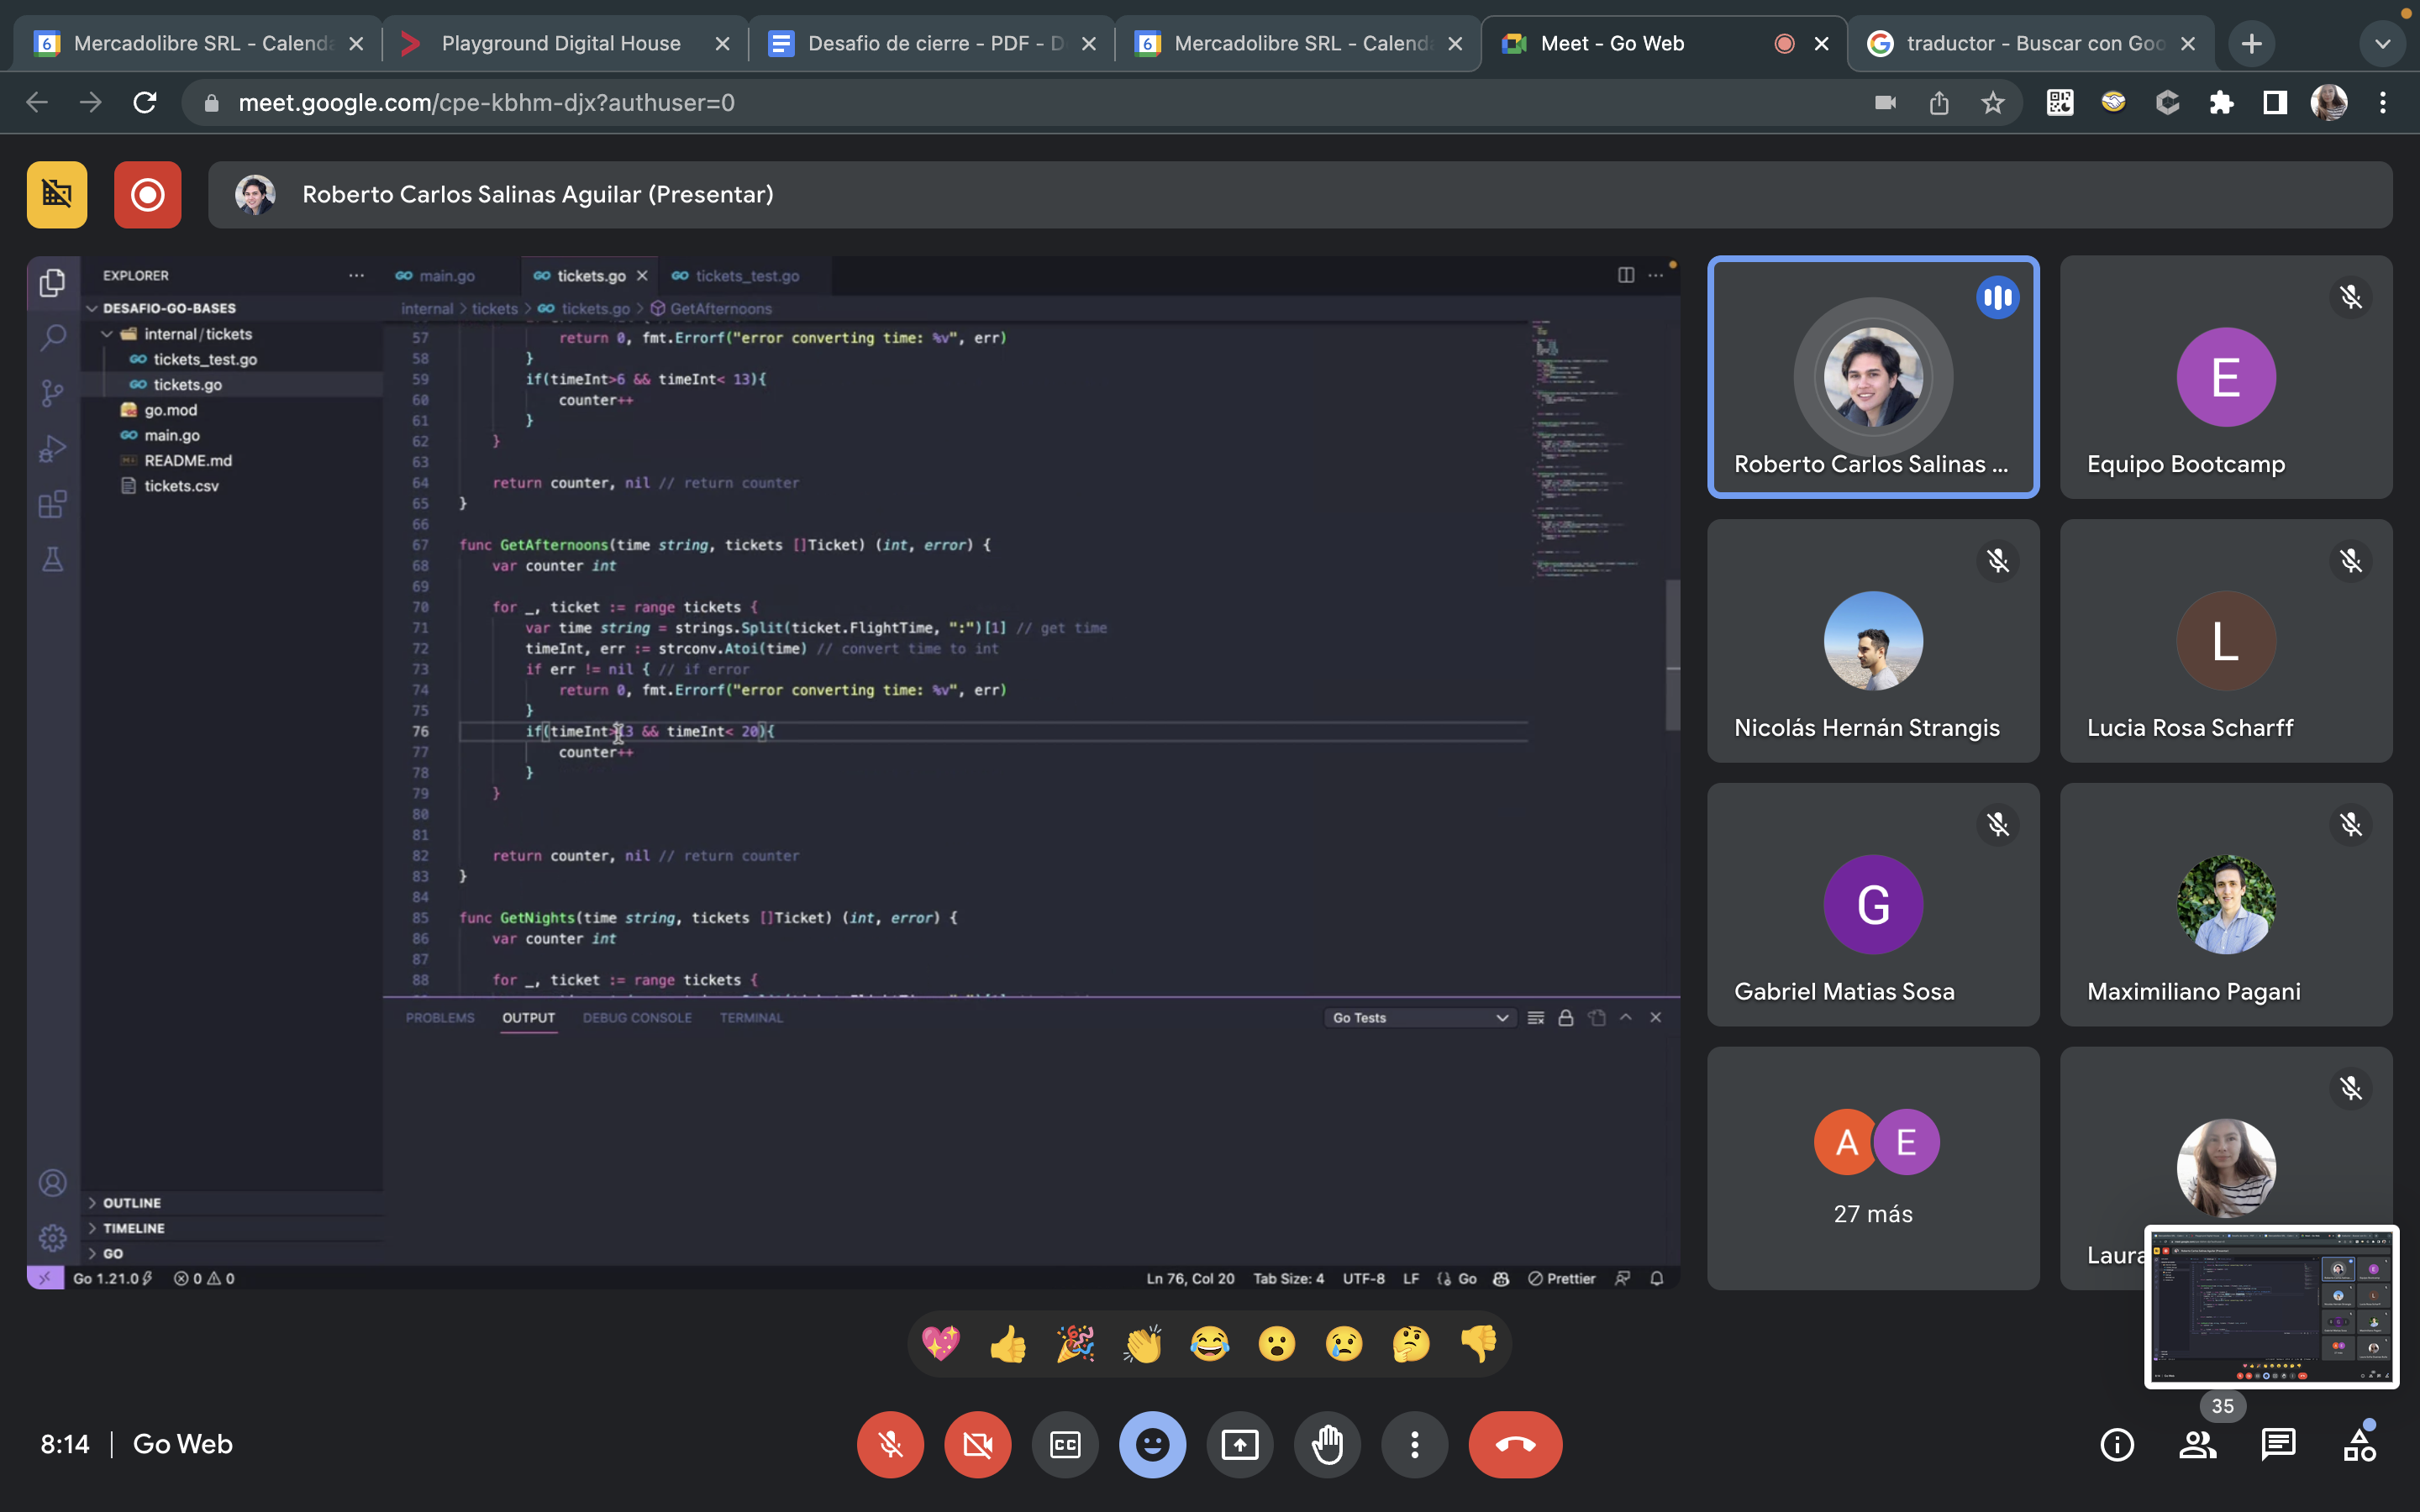 Mercadolibre SRL - Calenda
Playground Digital House
Desafio de cierre - PDF - D
Mercadolibre SRL - Calend
Meet - Go Web
traductor - Buscar con Goo
meet.google.com/cpe-kbhm-djx?authuser=0
Roberto Carlos Salinas Aguilar (Presentar)
EXPLORER
main.go
tickets.go
tickets_test.go
DESAFIO-GO-BASES
internal > tickets > tickets.go > GetAfternoons
internal/tickets
tickets_test.go
tickets.go
go.mod
main.go
README.md
tickets.csv
57 return 0, fmt.Errorf("error converting time: %v", err)
58 }
59 if(timeInt>6 && timeInt< 13){
60 counter++
61 }
62 }
63
64 return counter, nil // return counter
65 }
66
67 func GetAfternoons(time string, tickets []Ticket) (int, error) {
68 var counter int
69
70 for _, ticket := range tickets {
71 var time string = strings.Split(ticket.FlightTime, ":")[1] // get time
72 timeInt, err := strconv.Atoi(time) // convert time to int
73 if err != nil { // if error
74 return 0, fmt.Errorf("error converting time: %v", err)
75 }
76 if(timeInt>13 && timeInt< 20){
77 counter++
78 }
79 }
80
81
82 return counter, nil // return counter
83 }
84
85 func GetNights(time string, tickets []Ticket) (int, error) {
86 var counter int
87
88 for _, ticket := range tickets {
PROBLEMS OUTPUT DEBUG CONSOLE TERMINAL
Go Tests
OUTLINE
TIMELINE
GO
Go 1.21.0
0 0
Ln 76, Col 20
Tab Size: 4
UTF-8
LF
Go
Prettier
Roberto Carlos Salinas ...
E
Equipo Bootcamp
Nicolás Hernán Strangis
L
Lucia Rosa Scharff
G
Gabriel Matias Sosa
Maximiliano Pagani
A E
27 más
Laura
8:14 | Go Web
CC
35